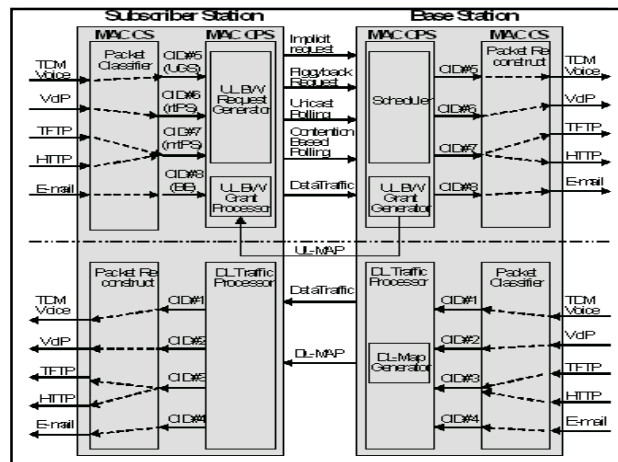 Subscriber Station
Base Station
MAC CS
MAC CPS
MAC CPS
MAC CS
TDM Voice
VoIP
TFTP
HTTP
E-mail
Packet Classifier
CID#5 (UGS)
CID#6 (rtPS)
CID#7 (nrtPS)
CID#8 (BE)
UL BW Request Generator
UL BW Grant Processor
Implicit request
Piggyback Request
Unicast Polling
Contention Based Polling
Data Traffic
Scheduler
UL BW Grant Generator
CID#5
CID#6
CID#7
CID#8
Packet Re construct
TDM Voice
VoIP
TFTP
HTTP
E-mail
UL-MAP
TDM Voice
VoIP
TFTP
HTTP
E-mail
Packet Re construct
CID#1
CID#2
CID#3
CID#4
DL Traffic Processor
Data Traffic
DL-MAP
DL Traffic Processor
DL-Map Generator
CID#1
CID#2
CID#3
CID#4
Packet Classifier
TDM Voice
VoIP
TFTP
HTTP
E-mail